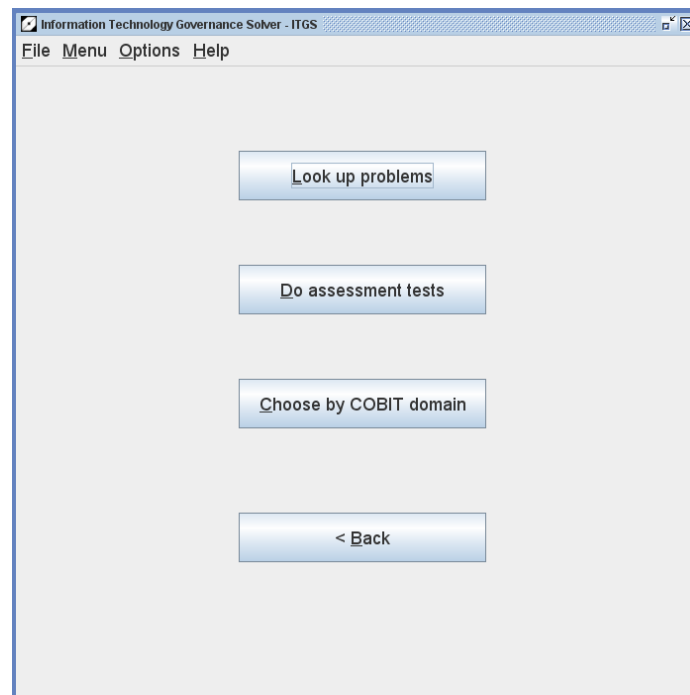 Information Technology Governance Solver - ITGS
File Menu Options Help
Look up problems
Do assessment tests
Choose by COBIT domain
< Back